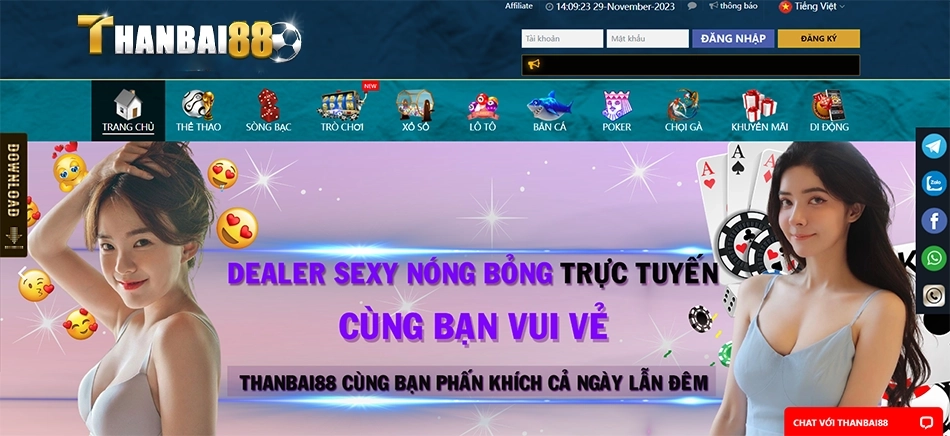 THANBAI88
Affiliate
14:09:23 29-November-2023
thông báo
Tiếng Việt
Tài khoản
Mật khẩu
ĐĂNG NHẬP
ĐĂNG KÝ
TRANG CHỦ
THỂ THAO
SÒNG BẠC
TRÒ CHƠI
NEW
XỔ SỐ
LÔ TÔ
BẮN CÁ
POKER
CHỌI GÀ
KHUYẾN MÃI
DI ĐỘNG
DOWNLOAD
A
A
A
Zalo
DEALER SEXY NÓNG BỎNG TRỰC TUYẾN
CÙNG BẠN VUI VẺ
THANBAI88 CÙNG BẠN PHẤN KHÍCH CẢ NGÀY LẪN ĐÊM
CHAT VỚI THANBAI88